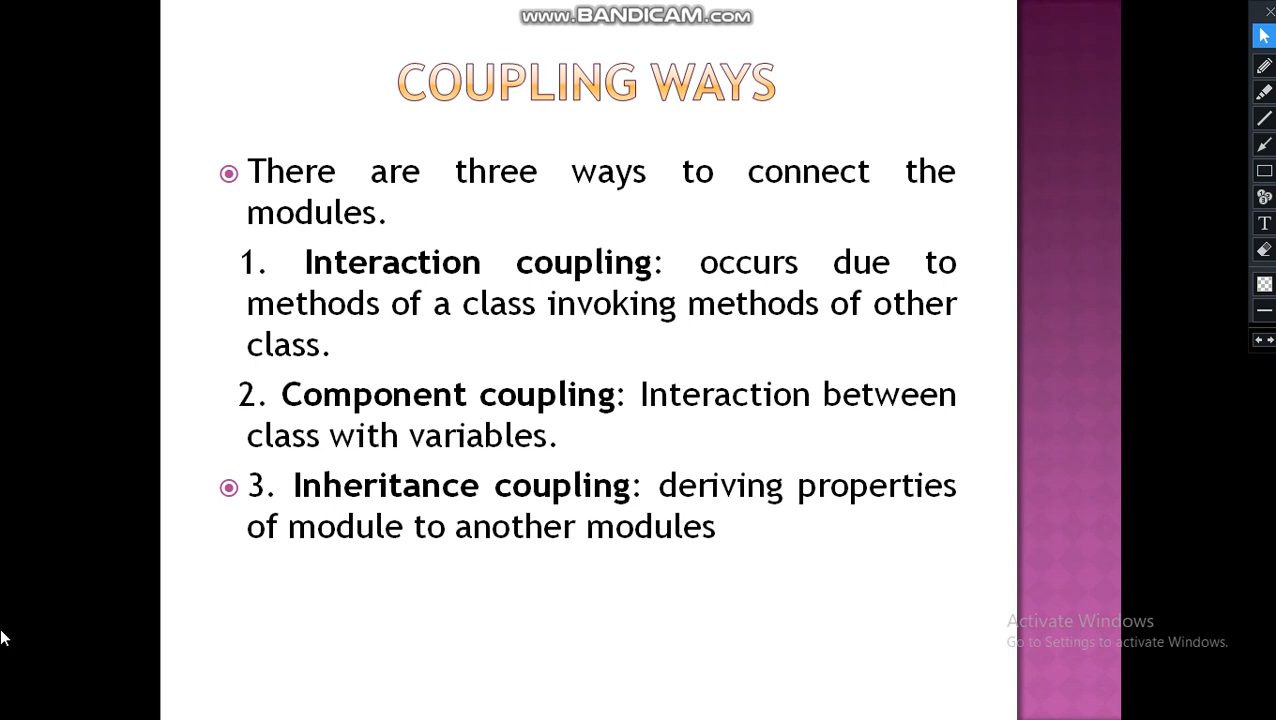 www.BANDICAM.com
COUPLING WAYS
There are three ways to connect the
modules.
1. Interaction coupling: occurs due to
methods of a class invoking methods of other
class.
2. Component coupling: Interaction between
class with variables.
3. Inheritance coupling: deriving properties
of module to another modules
Activate Windows
Go to Settings to activate Windows.
T